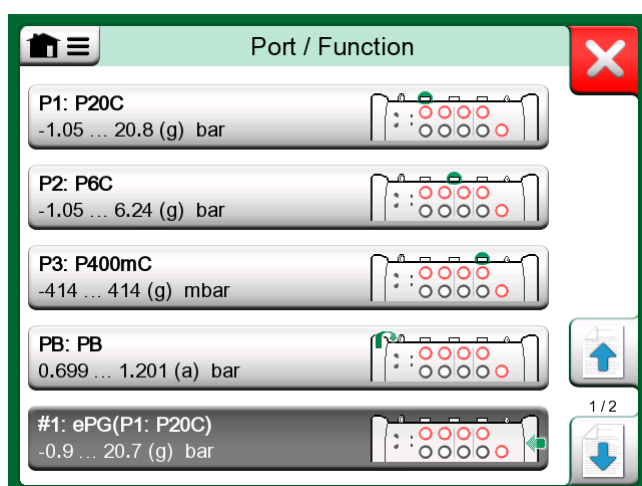 Port / Function
P1: P20C
-1.05 ... 20.8 (g) bar
P2: P6C
-1.05 ... 6.24 (g) bar
P3: P400mC
-414 ... 414 (g) mbar
PB: PB
0.699 ... 1.201 (a) bar
1/2
#1: ePG(P1: P20C)
-0.9 ... 20.7 (g) bar